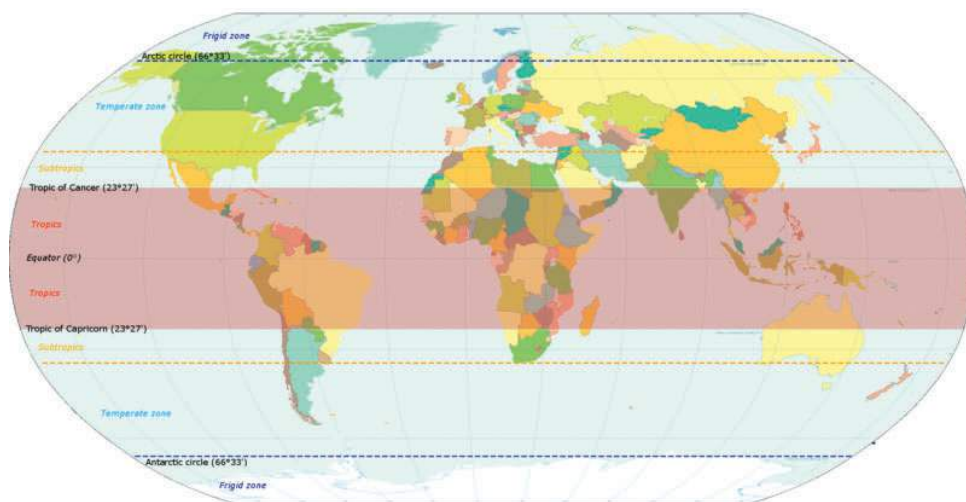 Frigid zone
Arctic circle (66°33')
Temperate zone
Subtropics
Tropic of Cancer (23°27')
Tropics
Equator (0°)
Tropics
Tropic of Capricorn (23°27')
Subtropics
Temperate zone
Antarctic circle (66°33')
Frigid zone